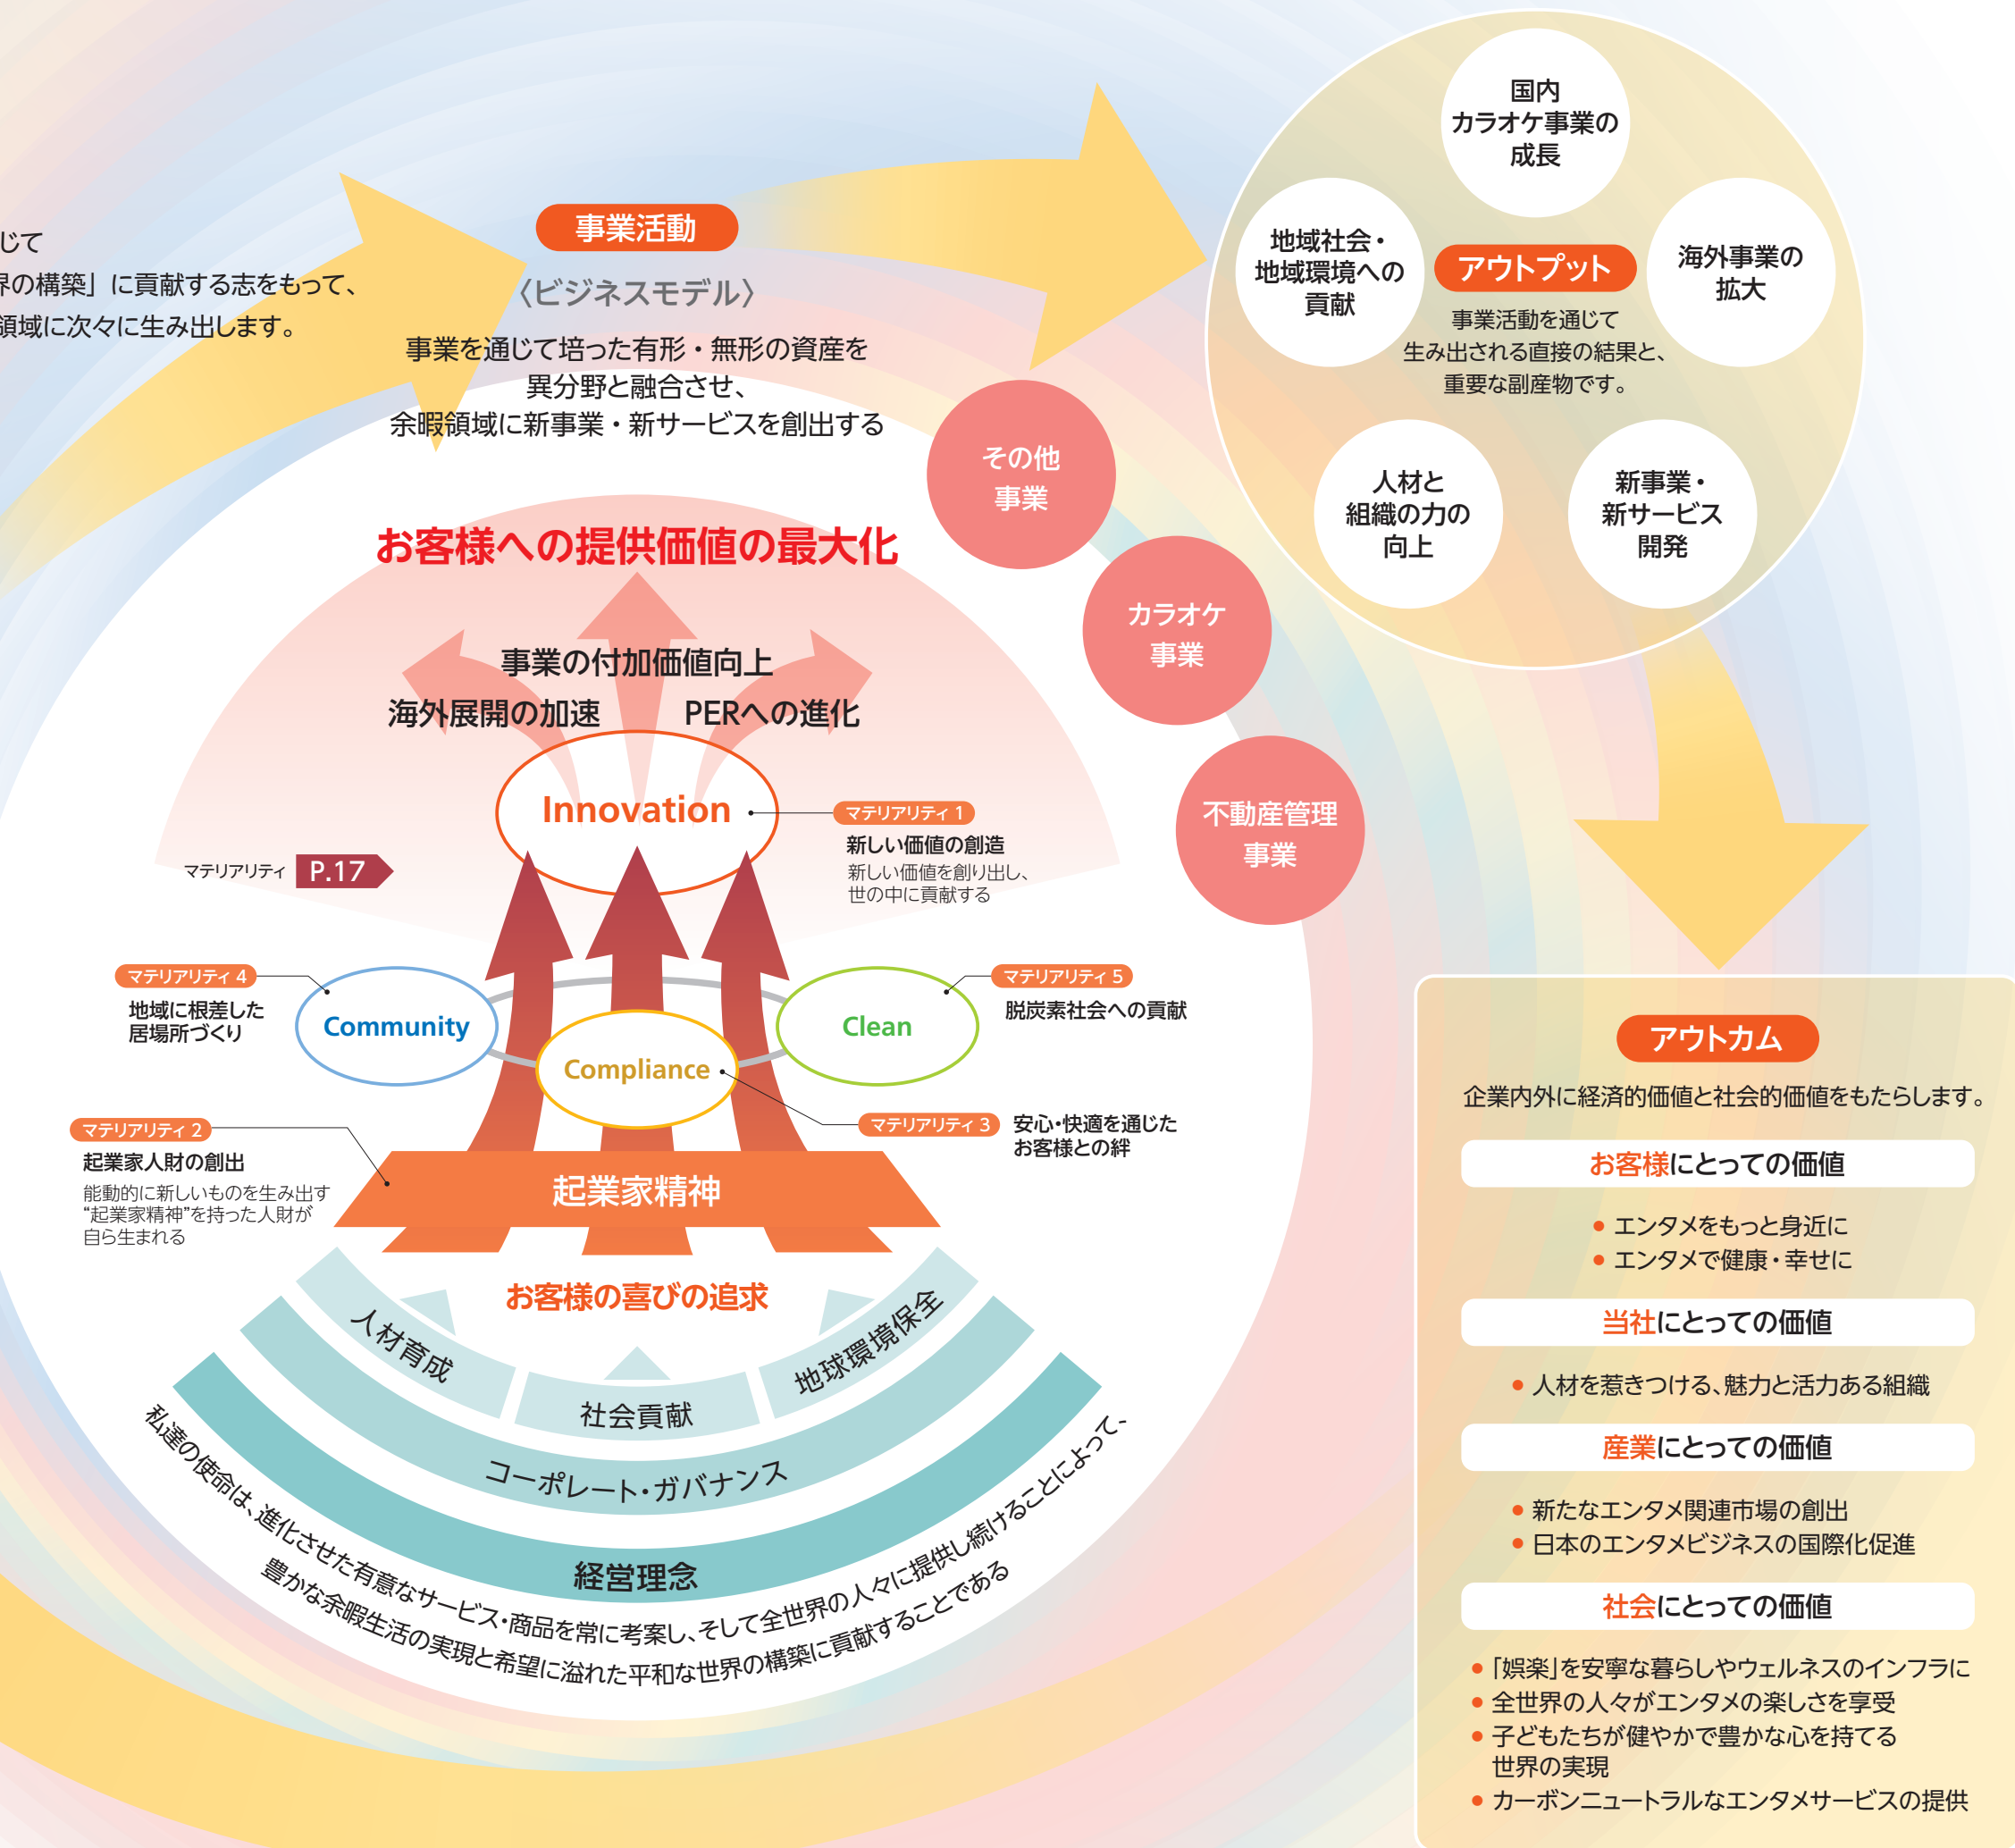 じて
界の構築」に貢献する志をもって、
領域に次々に生み出します。
事業活動
〈ビジネスモデル〉
事業を通じて培った有形・無形の資産を
異分野と融合させ、
余暇領域に新事業・新サービスを創出する
お客様への提供価値の最大化
事業の付加価値向上
海外展開の加速
PERへの進化
Innovation
マテリアリティ 1
新しい価値の創造
新しい価値を創り出し、
世の中に貢献する
マテリアリティ P.17
マテリアリティ 4
地域に根差した
居場所づくり
Community
Compliance
Clean
マテリアリティ 5
脱炭素社会への貢献
マテリアリティ 3
安心・快適を通じた
お客様との絆
マテリアリティ 2
起業家人財の創出
能動的に新しいものを生み出す
“起業家精神”を持った人財が
自ら生まれる
起業家精神
お客様の喜びの追求
人材育成
社会貢献
地球環境保全
コーポレート・ガバナンス
経営理念
私達の使命は、進化させた有意なサービス・商品を常に考案し、そして全世界の人々に提供し続けることによって、
豊かな余暇生活の実現と希望に溢れた平和な世界の構築に貢献することである
その他
事業
カラオケ
事業
不動産管理
事業
国内
カラオケ事業の
成長
地域社会・
地域環境への
貢献
アウトプット
事業活動を通じて
生み出される直接の結果と、
重要な副産物です。
海外事業の
拡大
人材と
組織の力の
向上
新事業・
新サービス
開発
アウトカム
企業内外に経済的価値と社会的価値をもたらします。
お客様にとっての価値
● エンタメをもっと身近に
● エンタメで健康・幸せに
当社にとっての価値
● 人材を惹きつける、魅力と活力ある組織
産業にとっての価値
● 新たなエンタメ関連市場の創出
● 日本のエンタメビジネスの国際化促進
社会にとっての価値
● 「娯楽」を安寧な暮らしやウェルネスのインフラに
● 全世界の人々がエンタメの楽しさを享受
● 子どもたちが健やかで豊かな心を持てる
世界の実現
● カーボンニュートラルなエンタメサービスの提供